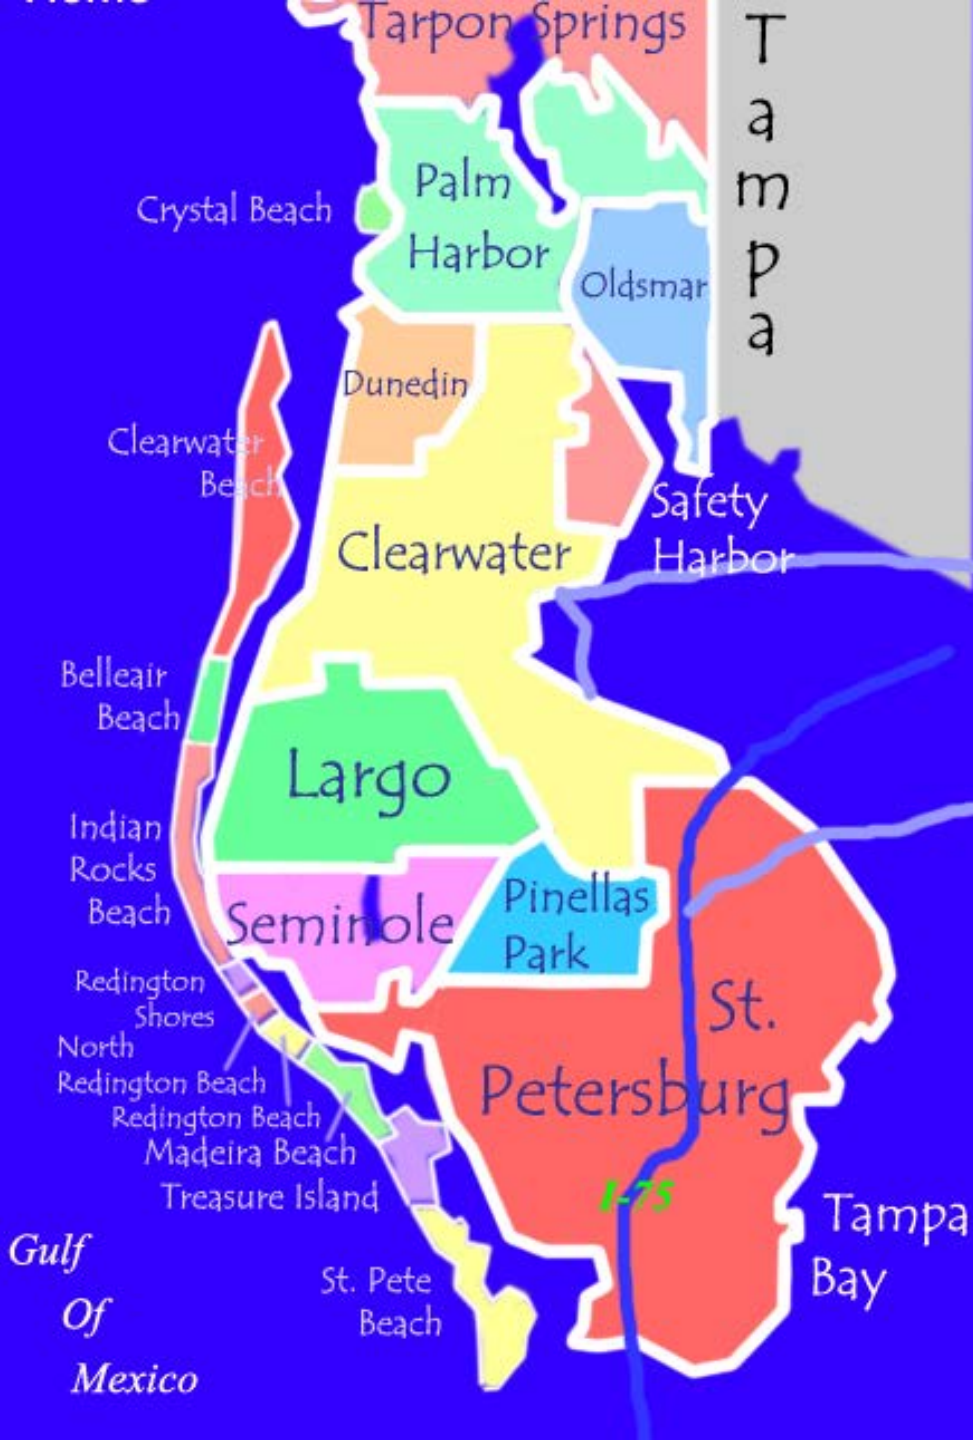 Home
Tarpon Springs
T
a
m
p
a
Palm
Harbor
Crystal Beach
Oldsmar
Dunedin
Clearwater
Beach
Safety
Harbor
Clearwater
Belleair
Beach
Largo
Indian
Rocks
Beach
Seminole
Pinellas
Park
Redington
Shores
St.
Petersburg
North
Redington Beach
Redington Beach
Madeira Beach
Treasure Island
I-75
Tampa
Bay
Gulf
Of
Mexico
St. Pete
Beach